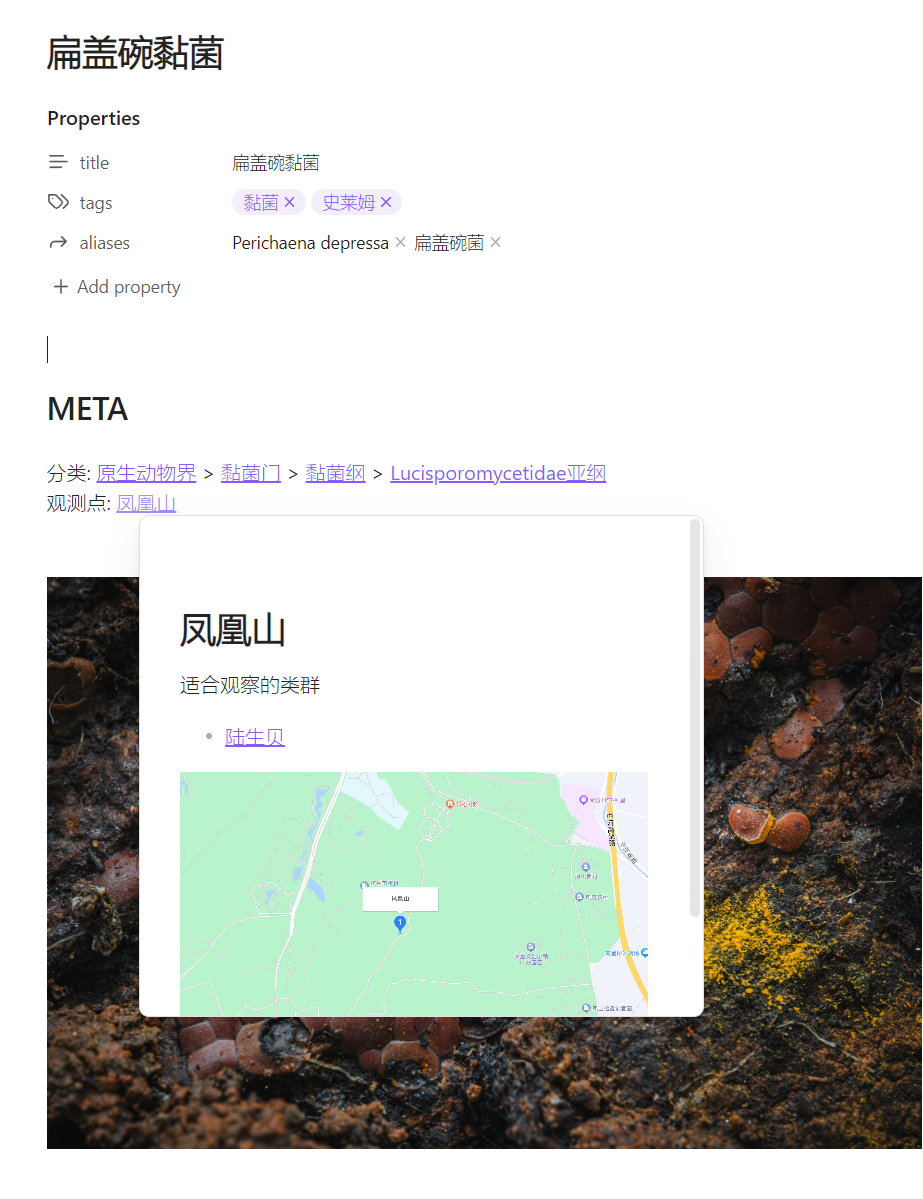 扁盖碗黏菌
Properties
title 扁盖碗黏菌
tags 黏菌 史莱姆
aliases Perichaena depressa 扁盖碗菌
Add property
META
分类: 原生动物界 > 黏菌门 > 黏菌纲 > Lucisporomycetidae亚纲
观测点: 凤凰山
凤凰山
适合观察的类群
陆生贝
凤凰山
1